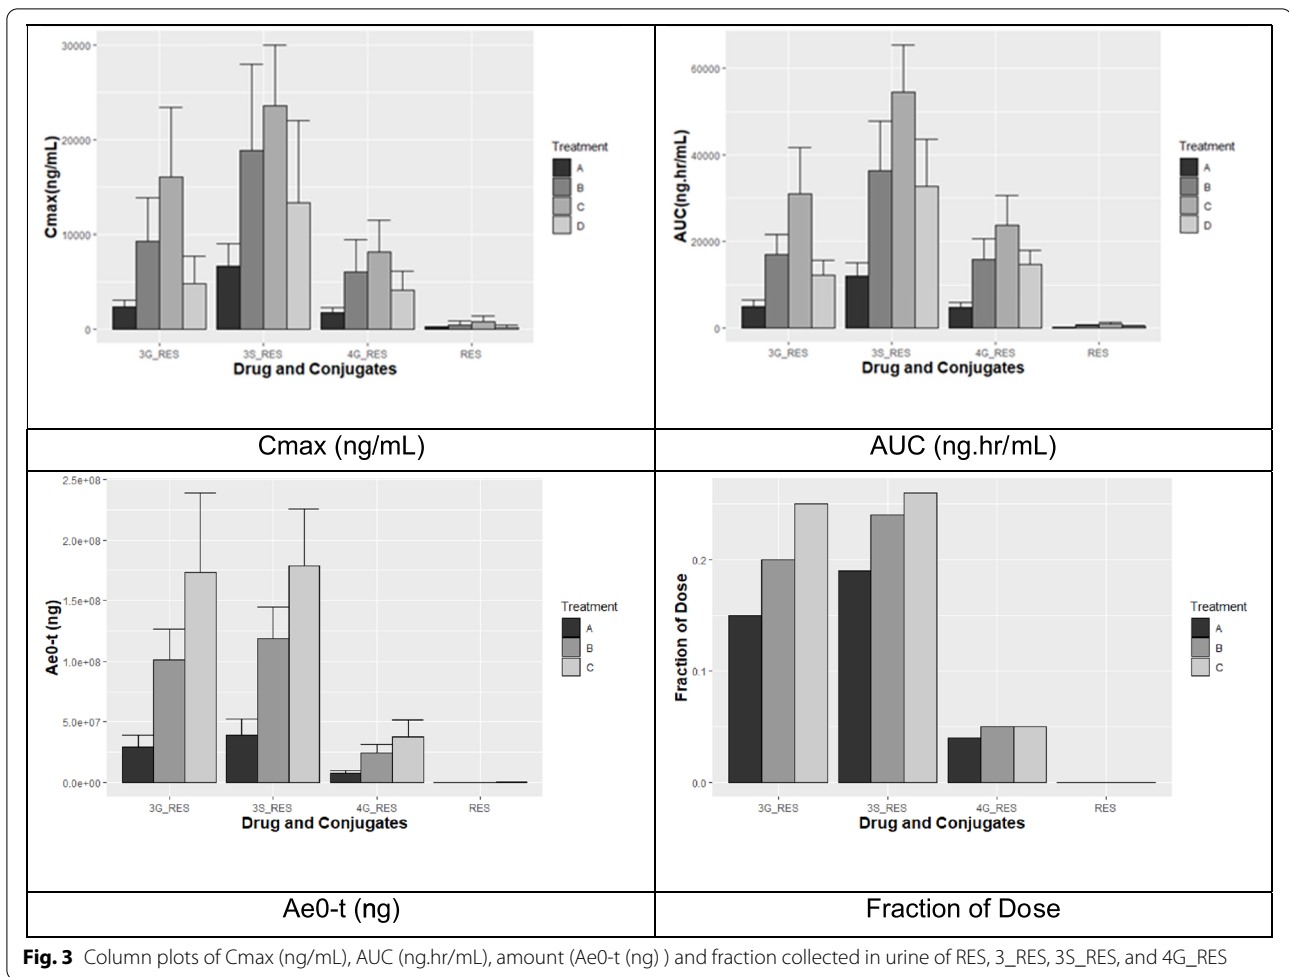 30000
20000
10000
0
Cmax(ng/mL)
3G_RES
3S_RES
4G_RES
RES
Drug and Conjugates
Treatment
A
B
C
D
60000
40000
20000
0
AUC(ng.hr/mL)
3G_RES
3S_RES
4G_RES
RES
Drug and Conjugates
Treatment
A
B
C
D
Cmax (ng/mL)
AUC (ng.hr/mL)
2.5e+08
2.0e+08
1.5e+08
1.0e+08
5.0e+07
0.0e+00
Ae0-t (ng)
3G_RES
3S_RES
4G_RES
RES
Drug and Conjugates
Treatment
A
B
C
0.2
0.1
0.0
Fraction of Dose
3G_RES
3S_RES
4G_RES
RES
Drug and Conjugates
Treatment
A
B
C
Ae0-t (ng)
Fraction of Dose
Fig. 3 Column plots of Cmax (ng/mL), AUC (ng.hr/mL), amount (Ae0-t (ng) ) and fraction collected in urine of RES, 3_RES, 3S_RES, and 4G_RES